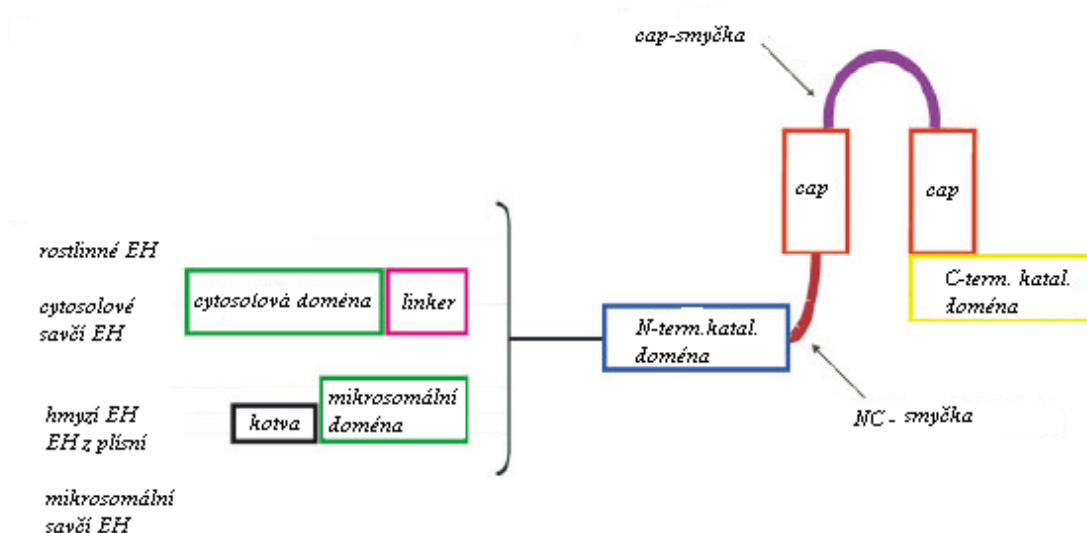 cap-smyčka
cap
cap
rostlinné EH
cytosolová doména
linker
cytosolové
savčí EH
C-term. katal.
doména
N-term.katal.
doména
hmyzí EH
EH z plísní
kotva
mikrosomální
doména
NC - smyčka
mikrosomální
savčí EH